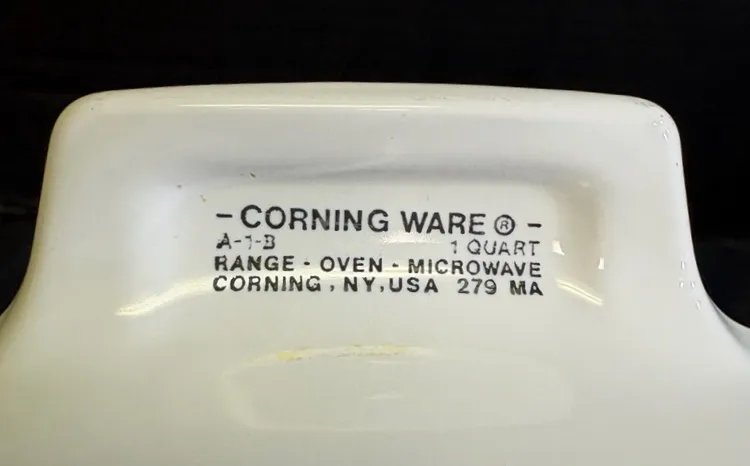 - CORNING WARE ® -
A-1-B 1 QUART
RANGE - OVEN - MICROWAVE
CORNING, NY, USA 279 MA